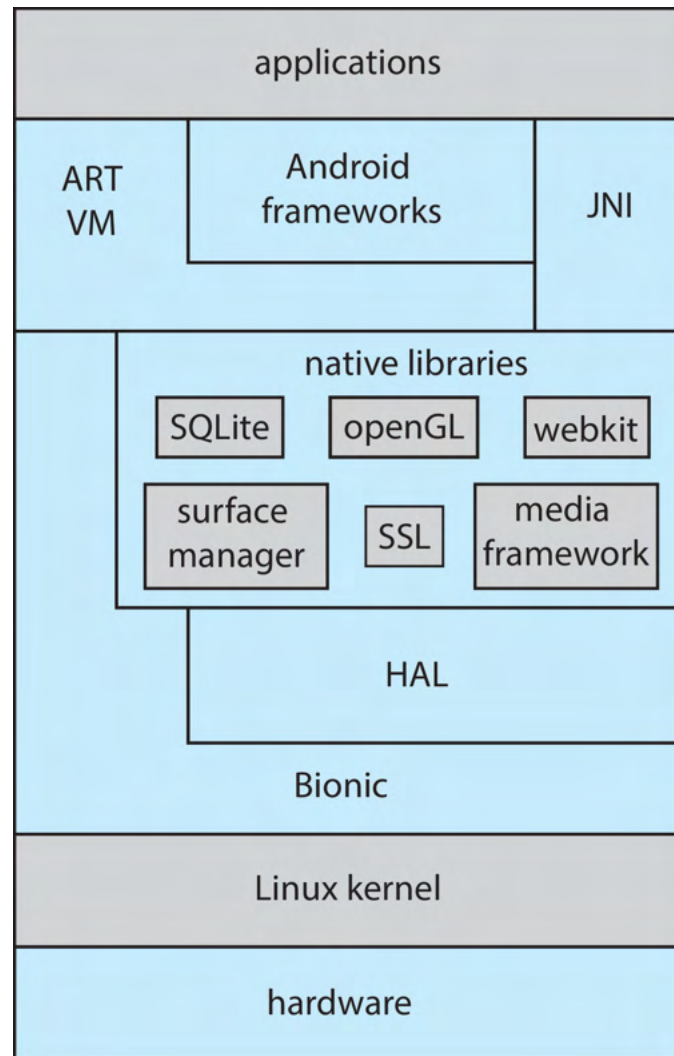 applications
ART
VM
Android
frameworks
JNI
native libraries
SQLite
openGL
webkit
surface
manager
SSL
media
framework
HAL
Bionic
Linux kernel
hardware